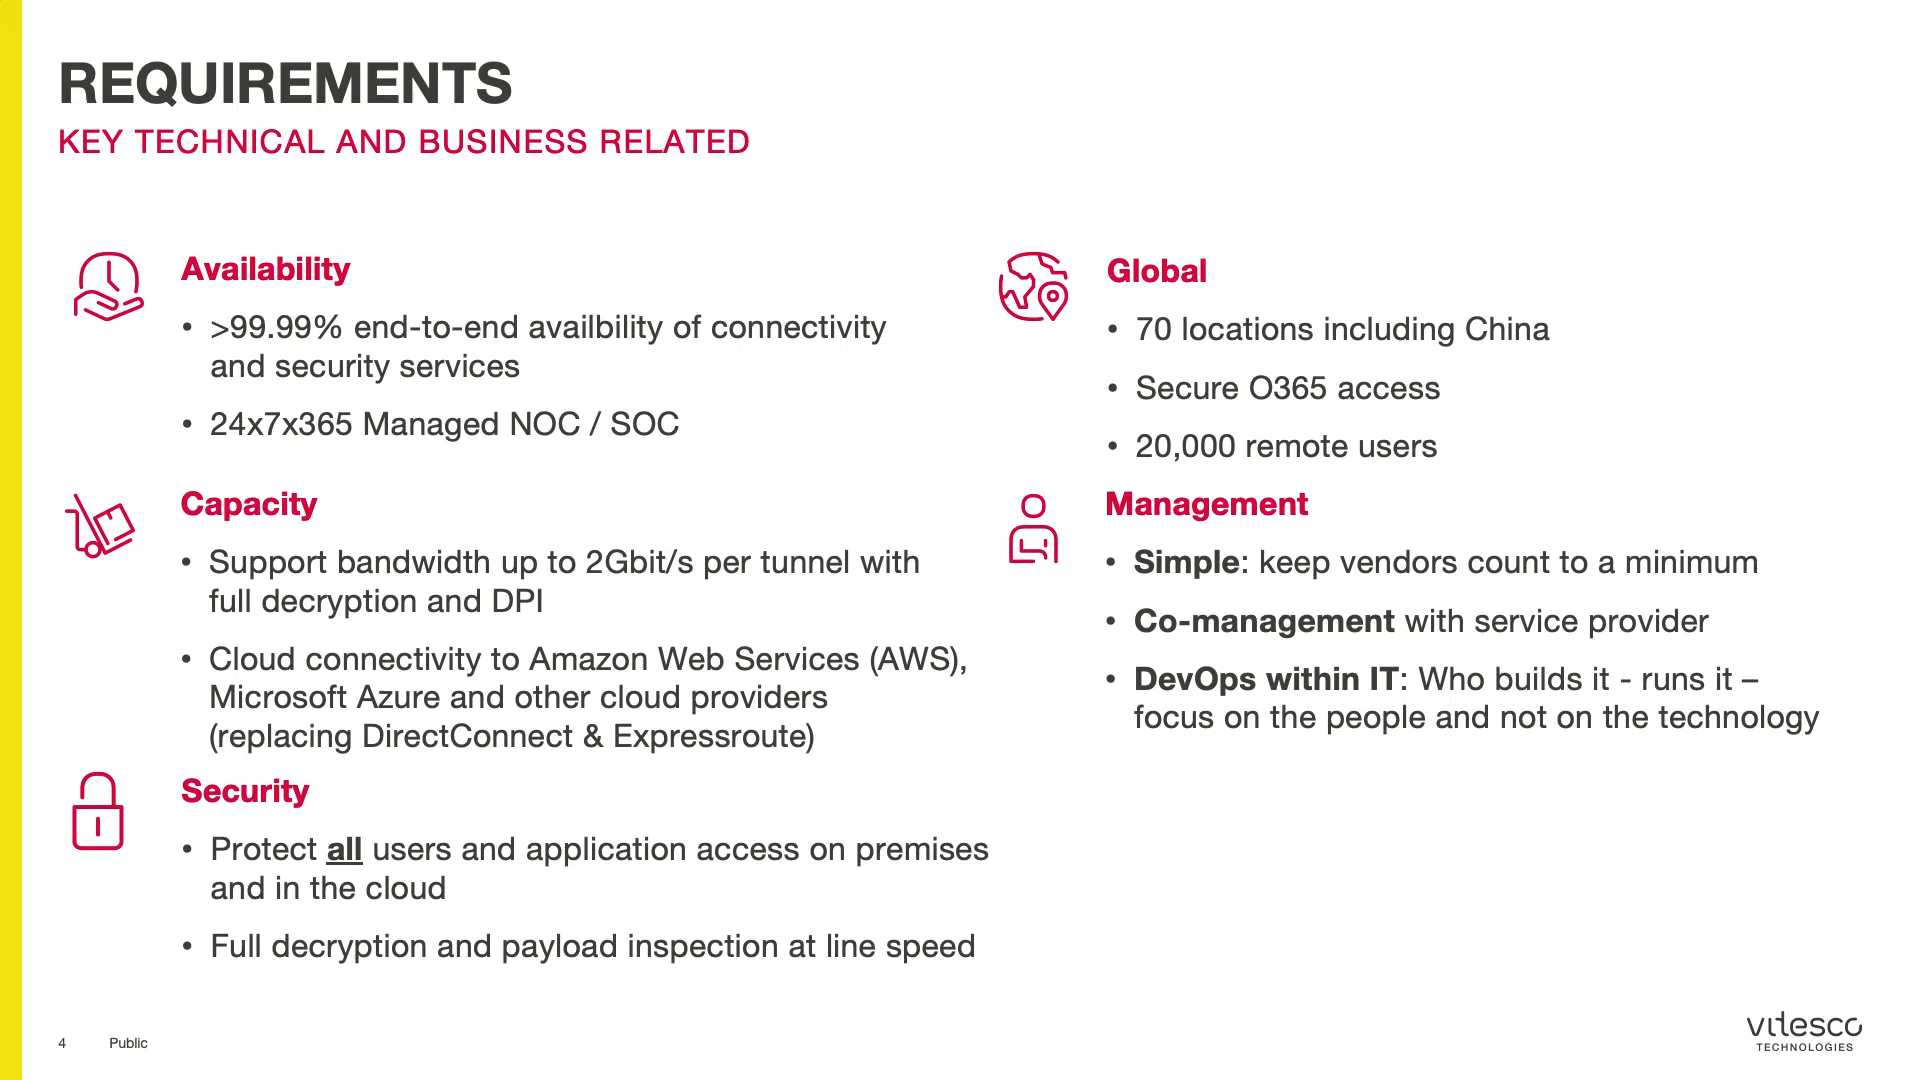 REQUIREMENTS
KEY TECHNICAL AND BUSINESS RELATED
Availability
• >99.99% end-to-end availbility of connectivity
and security services
• 24x7x365 Managed NOC / SOC
Capacity
• Support bandwidth up to 2Gbit/s per tunnel with
full decryption and DPI
• Cloud connectivity to Amazon Web Services (AWS),
Microsoft Azure and other cloud providers
(replacing DirectConnect & Expressroute)
Security
• Protect all users and application access on premises
and in the cloud
• Full decryption and payload inspection at line speed
Global
• 70 locations including China
• Secure O365 access
• 20,000 remote users
Management
• Simple: keep vendors count to a minimum
• Co-management with service provider
• DevOps within IT: Who builds it - runs it –
focus on the people and not on the technology
4 Public
vitesco
TECHNOLOGIES